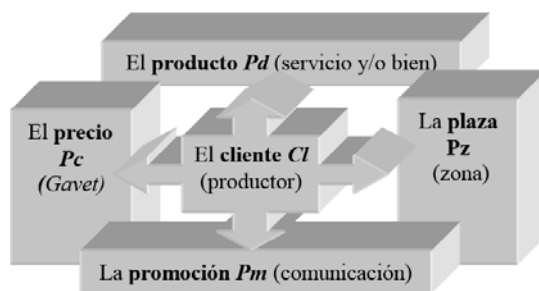 El producto Pd (servicio y/o bien)
El precio
Pc
(Gavet)
El cliente Cl
(productor)
La plaza
Pz
(zona)
La promoción Pm (comunicación)